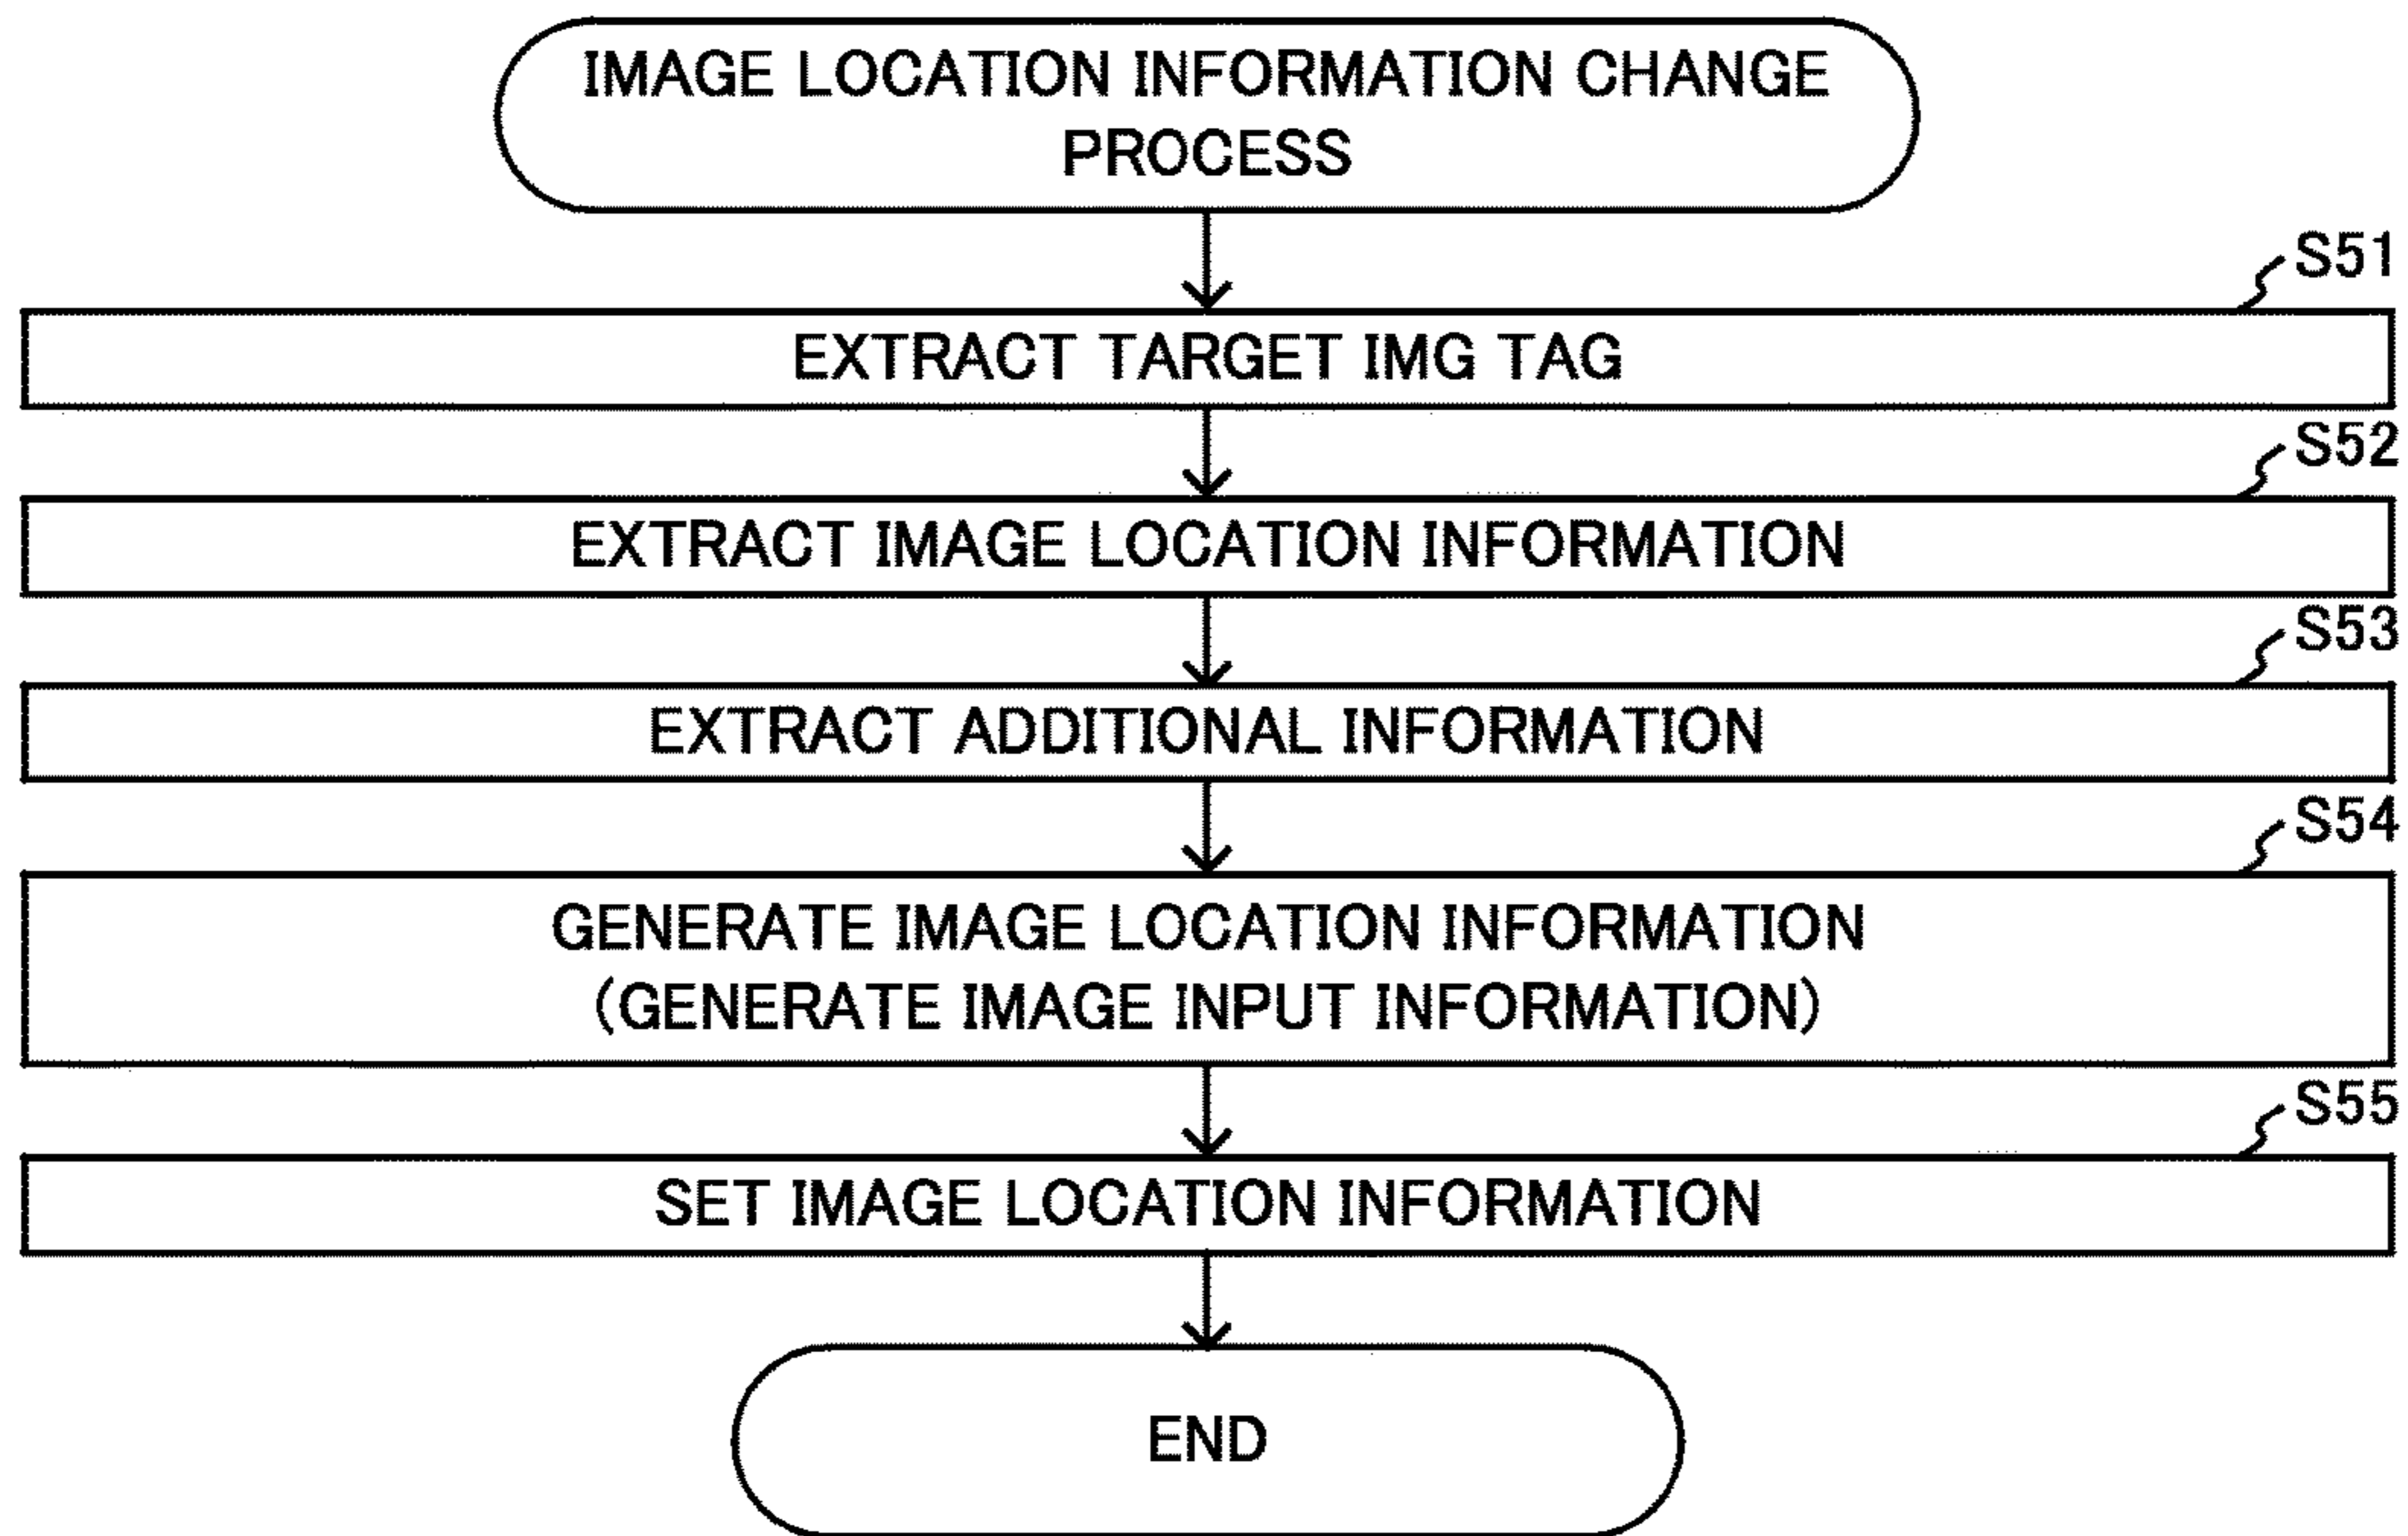 IMAGE LOCATION INFORMATION CHANGE
PROCESS
S51
EXTRACT TARGET IMG TAG
S52
EXTRACT IMAGE LOCATION INFORMATION
S53
EXTRACT ADDITIONAL INFORMATION
S54
GENERATE IMAGE LOCATION INFORMATION
(GENERATE IMAGE INPUT INFORMATION)
S55
SET IMAGE LOCATION INFORMATION
END